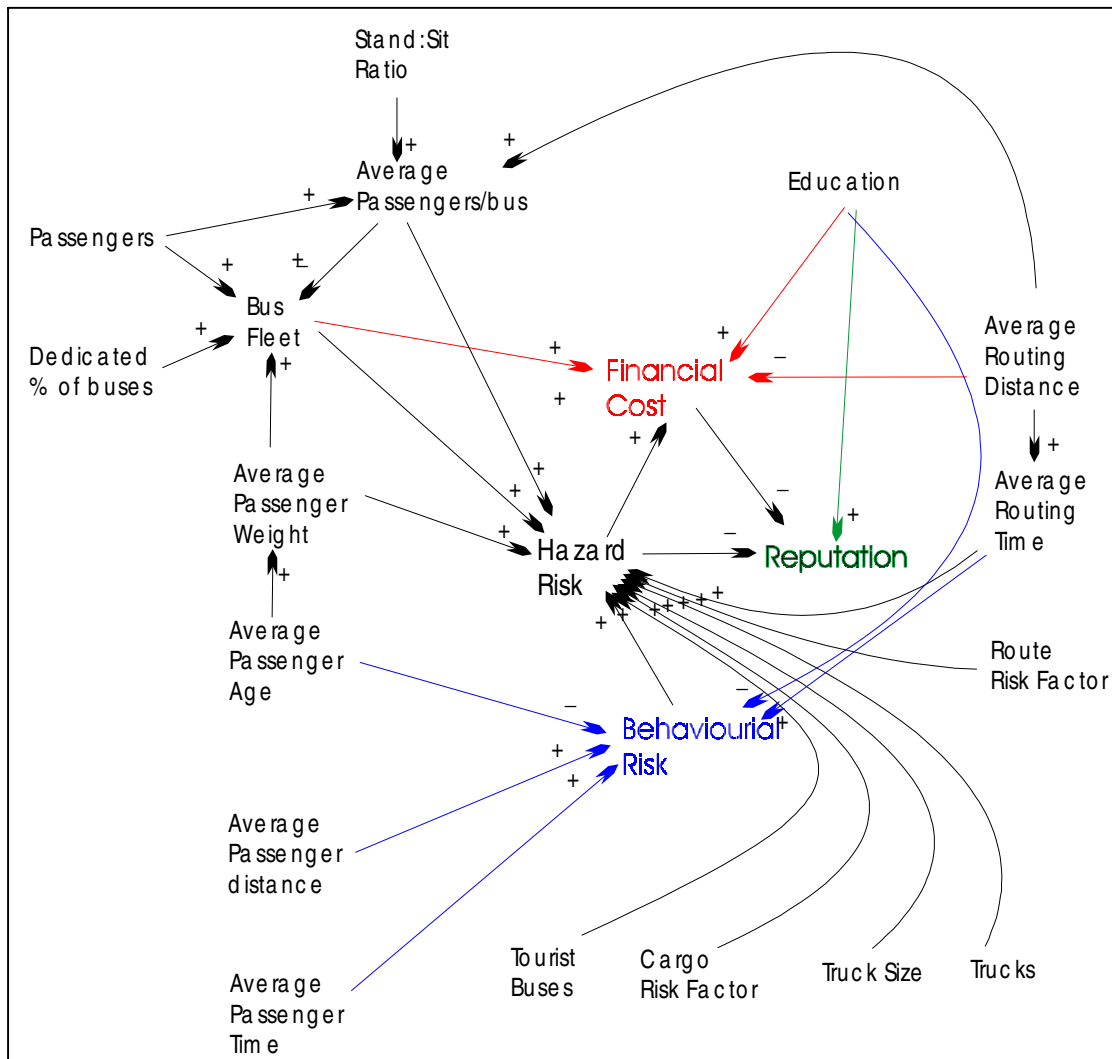 Stand:Sit
Ratio
+
+
Average
Passengers/bus
+
Education
Passengers
+
+
–
Bus
Fleet
+
+
Dedicated
% of buses
+
+
Financial
Cost
+
–
+
Average
Routing
Distance
+
+
Average
Passenger
Weight
+
+
+
–
+
–
Average
Routing
Time
Hazard
Risk
Reputation
+
+
+
+
+
+
+
+
Average
Passenger
Age
–
–
+
Route
Risk Factor
Behaviourial
Risk
+
+
Average
Passenger
distance
Tourist
Buses
Cargo
Risk Factor
Truck Size
Trucks
Average
Passenger
Time